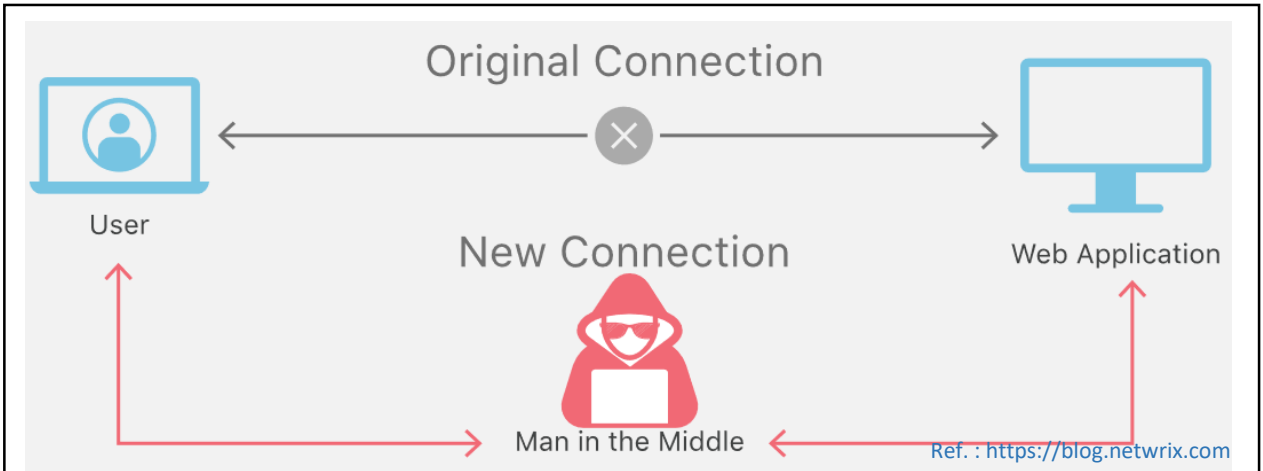 Original Connection
User
New Connection
Web Application
Man in the Middle
Ref. : https://blog.netwrix.com